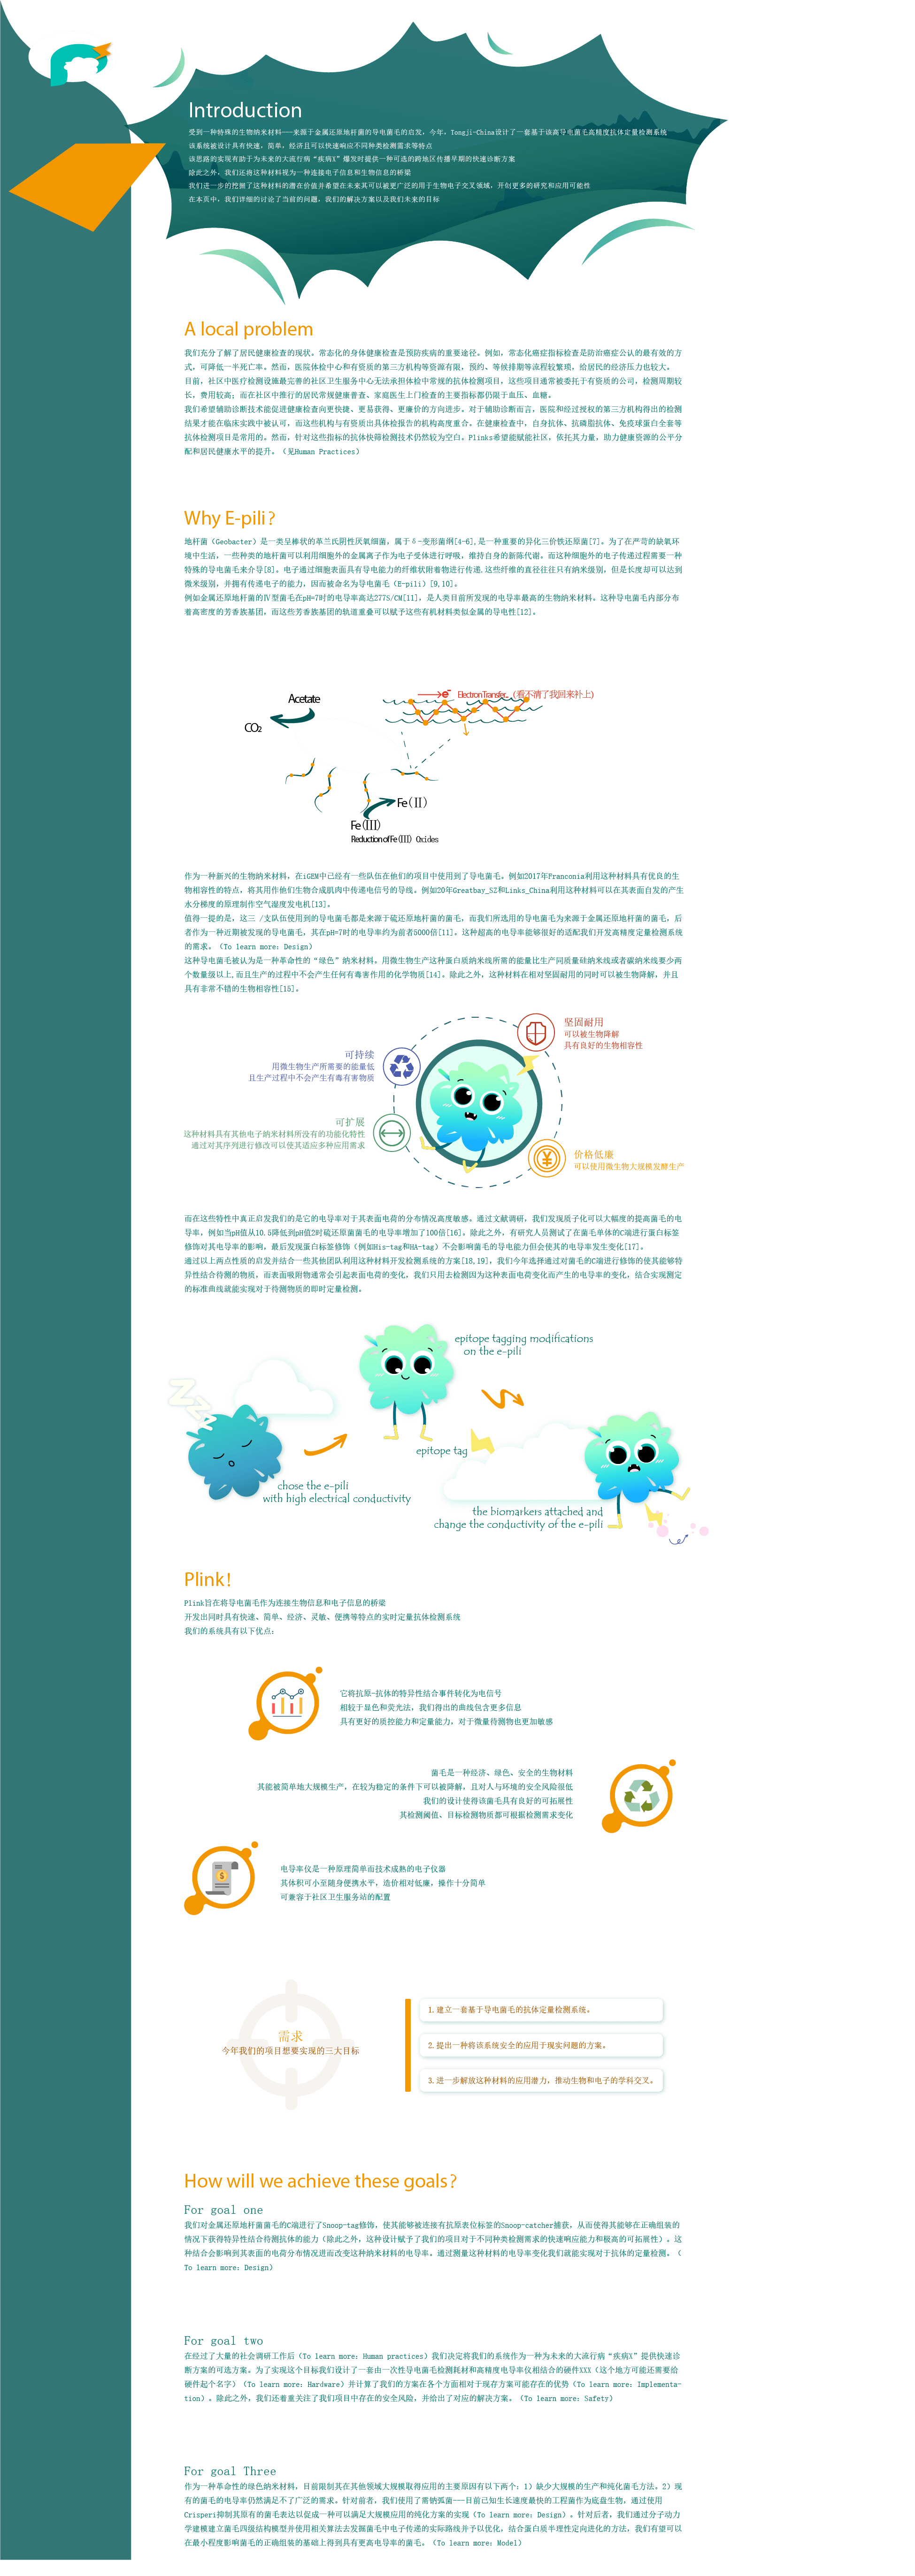 Introduction
受到一种特殊的生物纳米材料---来源于金属还原地杆菌的导电菌毛的启发，今年，Tongji-China设计了一套基于该高导电菌毛高精度抗体定量检测系统
该系统被设计具有快速，简单，经济且可以快速响应不同种类检测需求等特点
该思路的实现有助于为未来的大流行病“疾病X”爆发时提供一种可选的跨地区传播早期的快速诊断方案
除此之外，我们还将这种材料视为一种连接电子信息和生物信息的桥梁
我们进一步的挖掘了这种材料的潜在价值并希望在未来其可以被更广泛的用于生物电子交叉领域，开创更多的研究和应用可能性
在本页中，我们详细的讨论了当前的问题，我们的解决方案以及我们未来的目标
A local problem
我们充分了解了居民健康检查的现状。常态化的身体健康检查是预防疾病的重要途径。例如，常态化癌症指标检查是防治癌症公认的最有效的方
式，可降低一半死亡率。然而，医院体检中心和有资质的第三方机构等资源有限，预约、等候排期等流程较繁琐，给居民的经济压力也较大。
目前，社区中医疗检测设施最完善的社区卫生服务中心无法承担体检中常规的抗体检测项目，这些项目通常被委托于有资质的公司，检测周期较
长，费用较高；而在社区中推行的居民常规健康普查、家庭医生上门检查的主要指标都仍限于血压、血糖。
我们希望辅助诊断技术能促进健康检查向更快捷、更易获得、更廉价的方向进步。对于辅助诊断而言，医院和经过授权的第三方机构得出的检测
结果才能在临床实践中被认可，而这些机构与有资质出具体检报告的机构高度重合。在健康检查中，自身抗体、抗磷脂抗体、免疫球蛋白全套等
抗体检测项目是常用的。然而，针对这些指标的抗体快筛检测技术仍然较为空白。Plinks希望能赋能社区，依托其力量，助力健康资源的公平分
配和居民健康水平的提升。（见Human Practices）
Why E-pili？
地杆菌（Geobacter）是一类呈棒状的革兰氏阴性厌氧细菌，属于δ-变形菌纲[4-6],是一种重要的异化三价铁还原菌[7]。为了在严苛的缺氧环
境中生活，一些种类的地杆菌可以利用细胞外的金属离子作为电子受体进行呼吸，维持自身的新陈代谢。而这种细胞外的电子传递过程需要一种
特殊的导电菌毛来介导[8]。电子通过细胞表面具有导电能力的纤维状附着物进行传递.这些纤维的直径往往只有纳米级别，但是长度却可以达到
微米级别，并拥有传递电子的能力，因而被命名为导电菌毛（E-pili）[9,10]。
例如金属还原地杆菌的Ⅳ型菌毛在pH=7时的电导率高达277S/CM[11]，是人类目前所发现的电导率最高的生物纳米材料。这种导电菌毛内部分布
着高密度的芳香族基团，而这些芳香族基团的轨道重叠可以赋予这些有机材料类似金属的导电性[12]。
e- Electron Transfer.（看不清了我回来补上）
Acetate
CO2
Fe(Ⅱ)
Fe(Ⅲ)
Reduction of Fe(Ⅲ) Oxides
作为一种新兴的生物纳米材料，在iGEM中已经有一些队伍在他们的项目中使用到了导电菌毛。例如2017年Franconia利用这种材料具有优良的生
物相容性的特点，将其用作他们生物合成肌肉中传递电信号的导线。例如20年Greatbay_SZ和Links_China利用这种材料可以在其表面自发的产生
水分梯度的原理制作空气湿度发电机[13]。
值得一提的是，这三 /支队伍使用到的导电菌毛都是来源于硫还原地杆菌的菌毛，而我们所选用的导电菌毛为来源于金属还原地杆菌的菌毛，后
者作为一种近期被发现的导电菌毛，其在pH=7时的电导率约为前者5000倍[11]。这种超高的电导率能够很好的适配我们开发高精度定量检测系统
的需求。（To learn more：Design）
这种导电菌毛被认为是一种革命性的“绿色”纳米材料。用微生物生产这种蛋白质纳米线所需的能量比生产同质量硅纳米线或者碳纳米线要少两
个数量级以上,而且生产的过程中不会产生任何有毒害作用的化学物质[14]。除此之外，这种材料在相对坚固耐用的同时可以被生物降解，并且
具有非常不错的生物相容性[15]。
坚固耐用
可以被生物降解
具有良好的生物相容性
可持续
用微生物生产所需要的能量低
且生产过程中不会产生有毒有害物质
可扩展
这种材料具有其他电子纳米材料所没有的功能化特性
通过对其序列进行修改可以使其适应多种应用需求
价格低廉
可以使用微生物大规模发酵生产
而在这些特性中真正启发我们的是它的电导率对于其表面电荷的分布情况高度敏感。通过文献调研，我们发现质子化可以大幅度的提高菌毛的电
导率，例如当pH值从10.5降低到pH值2时硫还原菌菌毛的电导率增加了100倍[16]。除此之外，有研究人员测试了在菌毛单体的C端进行蛋白标签
修饰对其电导率的影响，最后发现蛋白标签修饰（例如His-tag和HA-tag）不会影响菌毛的导电能力但会使其的电导率发生变化[17]。
通过以上两点性质的启发并结合一些其他团队利用这种材料开发检测系统的方案[18,19]，我们今年选择通过对菌毛的C端进行修饰的使其能够特
异性结合待测的物质，而表面吸附物通常会引起表面电荷的变化，我们只用去检测因为这种表面电荷变化而产生的电导率的变化，结合实现测定
的标准曲线就能实现对于待测物质的即时定量检测。
epitope tagging modifications
on the e-pili
ZZZ
epitope tag
chose the e-pili
with high electrical conductivity
the biomarkers attached and
change the conductivity of the e-pili
Plink！
Plink旨在将导电菌毛作为连接生物信息和电子信息的桥梁
开发出同时具有快速、简单、经济、灵敏、便携等特点的实时定量抗体检测系统
我们的系统具有以下优点：
它将抗原-抗体的特异性结合事件转化为电信号
相较于显色和荧光法，我们得出的曲线包含更多信息
具有更好的质控能力和定量能力，对于微量待测物也更加敏感
菌毛是一种经济、绿色、安全的生物材料
其能被简单地大规模生产，在较为稳定的条件下可以被降解，且对人与环境的安全风险很低
我们的设计使得该菌毛具有良好的可拓展性
其检测阈值、目标检测物质都可根据检测需求变化
电导率仪是一种原理简单而技术成熟的电子仪器
其体积可小至随身便携水平，造价相对低廉，操作十分简单
可兼容于社区卫生服务站的配置
需求
今年我们的项目想要实现的三大目标
1.建立一套基于导电菌毛的抗体定量检测系统。
2.提出一种将该系统安全的应用于现实问题的方案。
3.进一步解放这种材料的应用潜力，推动生物和电子的学科交叉。
How will we achieve these goals？
For goal one
我们对金属还原地杆菌菌毛的C端进行了Snoop-tag修饰，使其能够被连接有抗原表位标签的Snoop-catcher捕获，从而使得其能够在正确组装的
情况下获得特异性结合待测抗体的能力（除此之外，这种设计赋予了我们的项目对于不同种类检测需求的快速响应能力和极高的可拓展性）。这
种结合会影响到其表面的电荷分布情况进而改变这种纳米材料的电导率。通过测量这种材料的电导率变化我们就能实现对于抗体的定量检测。（
To learn more：Design）
For goal two
在经过了大量的社会调研工作后（To learn more：Human practices）我们决定将我们的系统作为一种为未来的大流行病“疾病X”提供快速诊
断方案的可选方案。为了实现这个目标我们设计了一套由一次性导电菌毛检测耗材和高精度电导率仪相结合的硬件XXX（这个地方可能还需要给
硬件起个名字）（To learn more：Hardware）并计算了我们的方案在各个方面相对于现存方案可能存在的优势（To learn more：Implementa-
tion）。除此之外，我们还着重关注了我们项目中存在的安全风险，并给出了对应的解决方案。（To learn more：Safety）
For goal Three
作为一种革命性的绿色纳米材料，目前限制其在其他领域大规模取得应用的主要原因有以下两个：1）缺少大规模的生产和纯化菌毛方法。2）现
有的菌毛的电导率仍然满足不了广泛的需求。针对前者，我们使用了需钠弧菌---目前已知生长速度最快的工程菌作为底盘生物，通过使用
Crisperi抑制其原有的菌毛表达以促成一种可以满足大规模应用的纯化方案的实现（To learn more：Design）。针对后者，我们通过分子动力
学建模建立菌毛四级结构模型并使用相关算法去发掘菌毛中电子传递的实际路线并予以优化，结合蛋白质半理性定向进化的方法，我们有望可以
在最小程度影响菌毛的正确组装的基础上得到具有更高电导率的菌毛。（To learn more：Model）